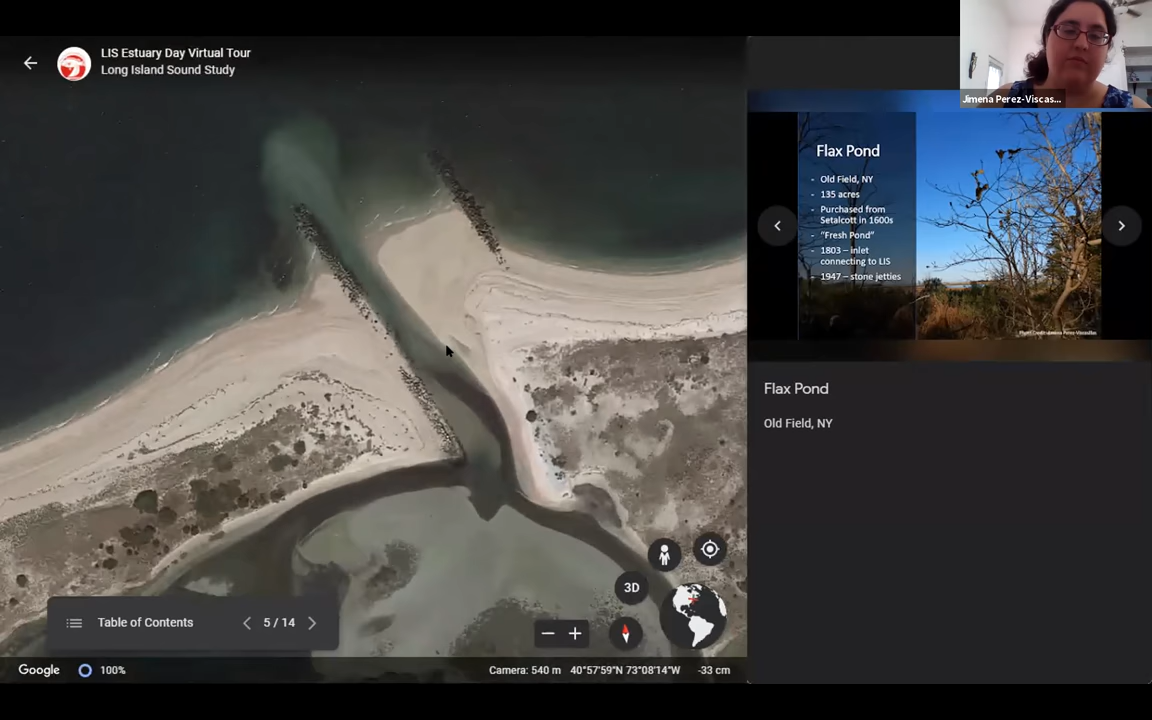 LIS Estuary Day Virtual Tour
Long Island Sound Study
Jimena Perez-Viscas...
Flax Pond
- Old Field, NY
- 135 acres
- Purchased from
Setalcott in 1600s
- “Fresh Pond”
- 1803 – inlet
connecting to LIS
- 1947 – stone jetties
Flax Pond
Old Field, NY
3D
Table of Contents
5 / 14
Google
100%
Camera: 540 m 40°57'59"N 73°08'14"W -33 cm